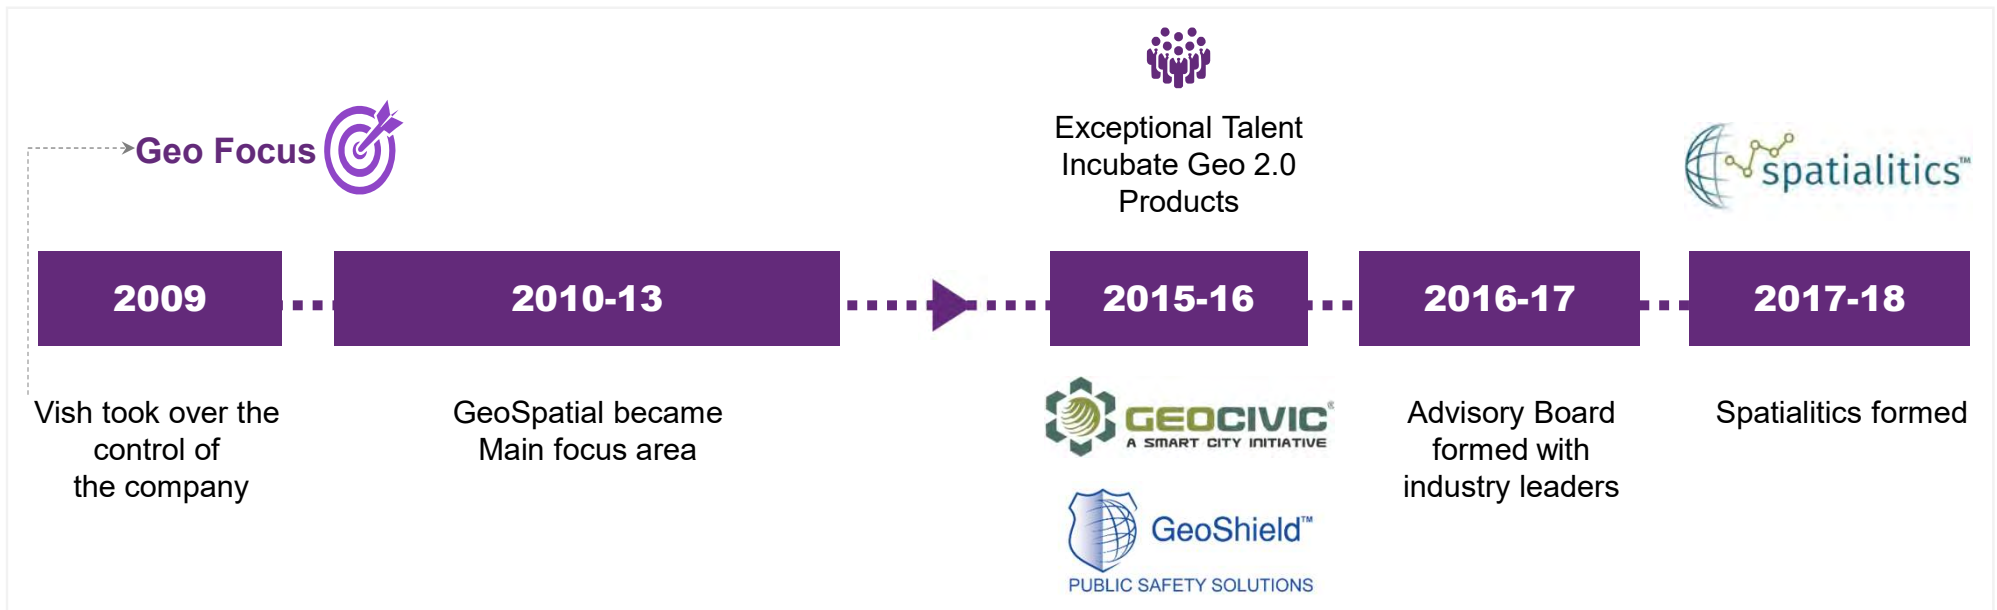 Geo Focus
Exceptional Talent
Incubate Geo 2.0
Products
spatialitics™
2009
2010-13
2015-16
2016-17
2017-18
Vish took over the
control of
the company
GeoSpatial became
Main focus area
GEOCIVIC®
A SMART CITY INITIATIVE
GeoShield™
PUBLIC SAFETY SOLUTIONS
Advisory Board
formed with
industry leaders
Spatialitics formed